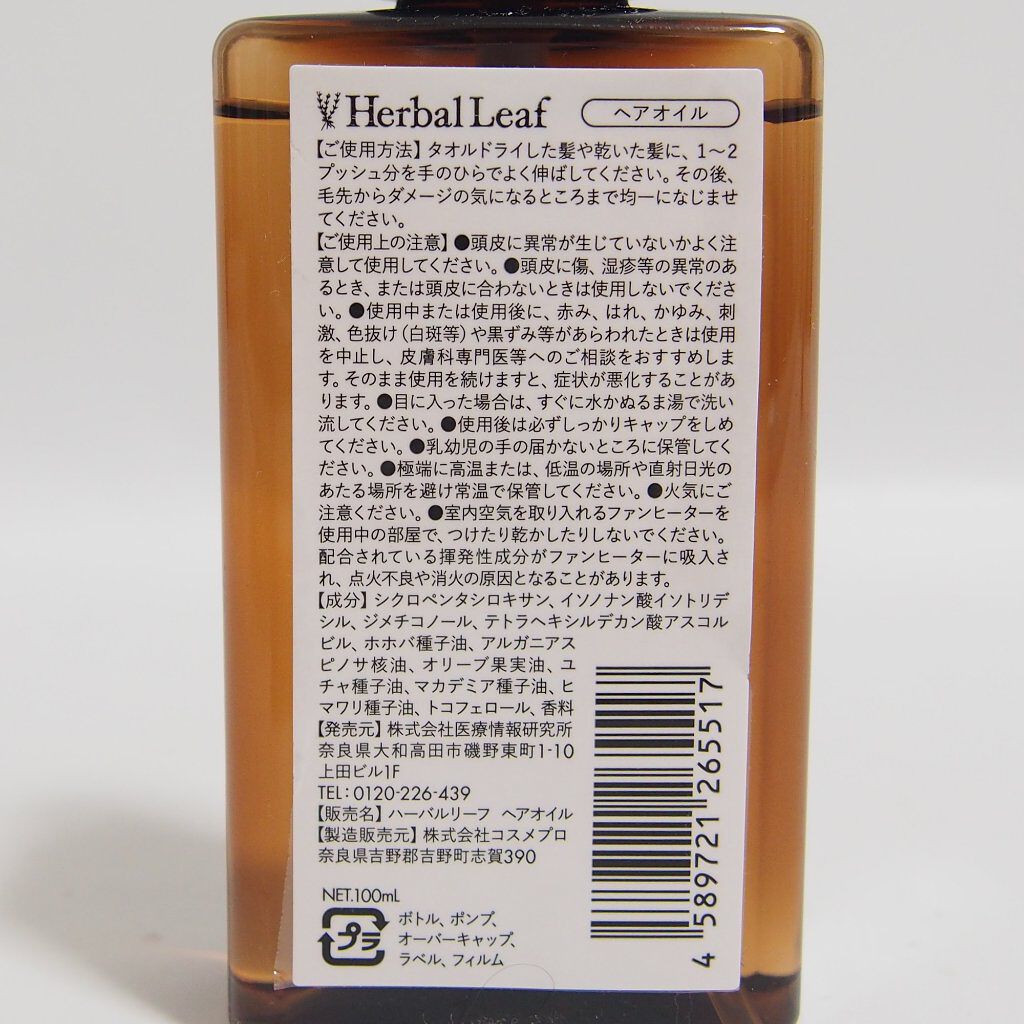 Herbal Leaf ヘアオイル
【ご使用方法】タオルドライした髪や乾いた髪に、1〜2
プッシュ分を手のひらでよく伸ばしてください。その後、
毛先からダメージの気になるところまで均一になじませ
てください。
【ご使用上の注意】●頭皮に異常が生じていないかよく注
意して使用してください。●頭皮に傷、湿疹等の異常のあ
るとき、または頭皮に合わないときは使用しないでくださ
い。●使用中または使用後に、赤み、はれ、かゆみ、刺
激、色抜け（白斑等）や黒ずみ等があらわれたときは使用
を中止し、皮膚科専門医等へのご相談をおすすめしま
す。そのまま使用を続けますと、症状が悪化することがあ
ります。●目に入った場合は、すぐに水かぬるま湯で洗い
流してください。●使用後は必ずしっかりキャップをしめ
てください。●乳幼児の手の届かないところに保管してく
ださい。●極端に高温または、低温の場所や直射日光の
あたる場所を避け常温で保管してください。●火気にご
注意ください。●室内空気を取り入れるファンヒーターを
使用中の部屋で、つけたり乾かしたりしないでください。
配合されている揮発性成分がファンヒーターに吸入さ
れ、点火不良や消火の原因となることがあります。
【成分】シクロペンタシロキサン、イソノナン酸イソトリデ
シル、ジメチコノール、テトラヘキシルデカン酸アスコル
ビル、ホホバ種子油、アルガニアス
ピノサ核油、オリーブ果実油、ユ
チャ種子油、マカデミア種子油、ヒ
マワリ種子油、トコフェロール、香料
【発売元】株式会社医療情報研究所
奈良県大和高田市磯野東町1-10
上田ビル1F
TEL：0120-226-439
【販売名】ハーバルリーフ ヘアオイル
【製造販売元】株式会社コスメプロ
奈良県吉野郡吉野町志賀390
NET.100mL
プラ
ボトル、ポンプ、
オーバーキャップ、
ラベル、フィルム
4 589721 265517